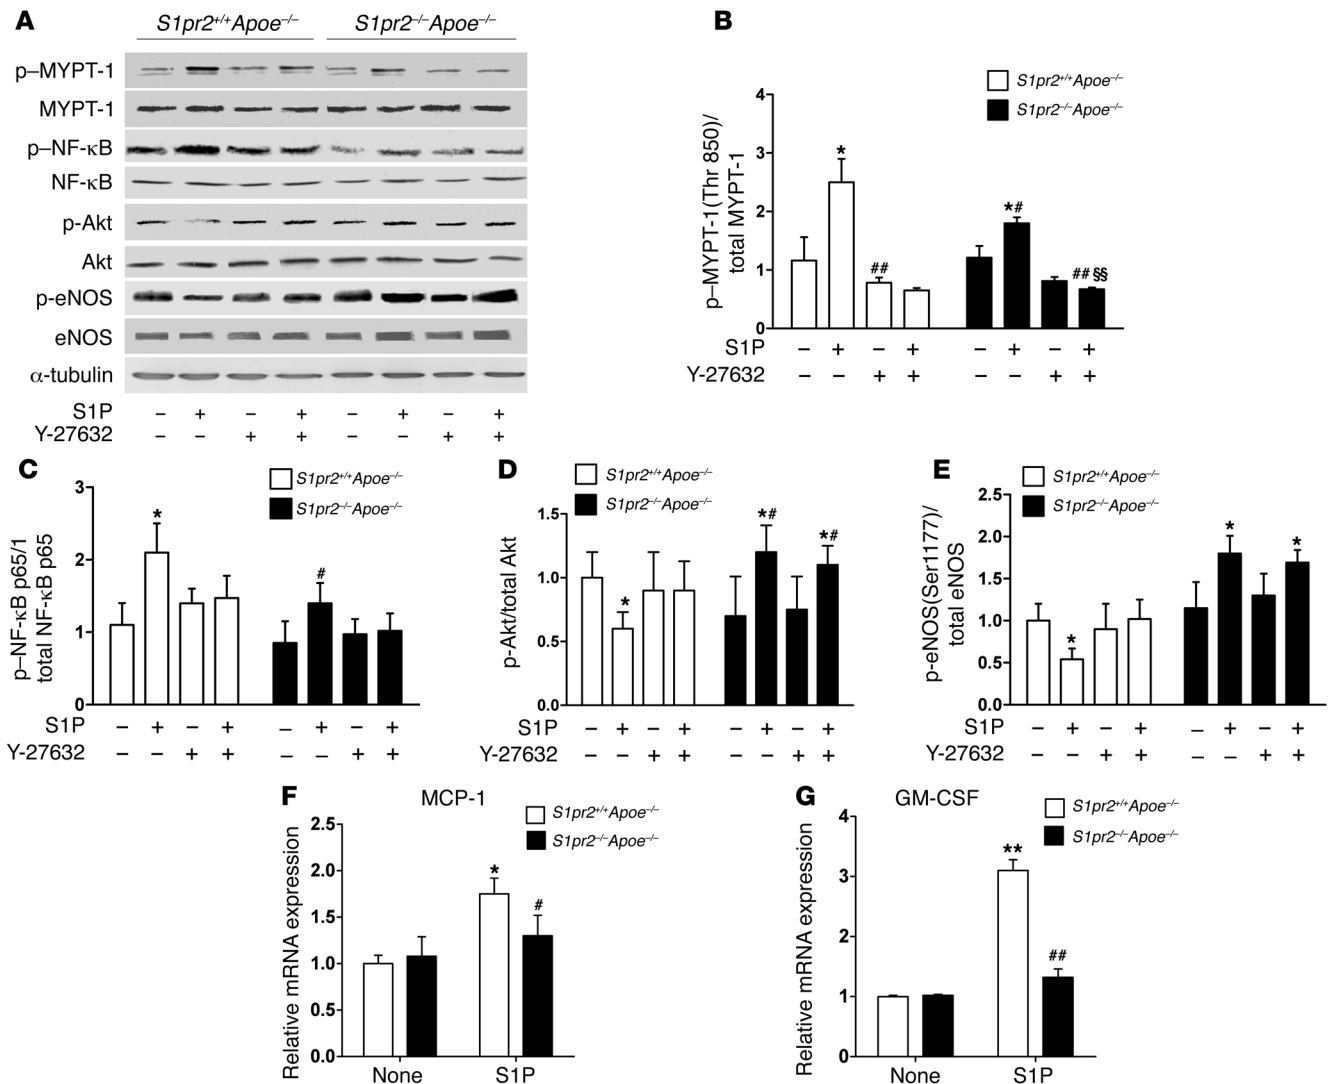 A
S1pr2+/+Apoe–/– S1pr2–/–Apoe–/–
p–MYPT-1
MYPT-1
p–NF-κB
NF-κB
p-Akt
Akt
p-eNOS
eNOS
α-tubulin
S1P – + – + – + – +
Y-27632 – – + + – – + +
B
S1pr2+/+Apoe–/–
S1pr2–/–Apoe–/–
p–MYPT-1(Thr 850)/
total MYPT-1
4
3
2
1
0
*
##
*#
## §§
S1P – + – + – + – +
Y-27632 – – + + – – + +
C
S1pr2+/+Apoe–/–
S1pr2–/–Apoe–/–
p–NF-κB p65/1
total NF-κB p65
3
2
1
0
*
#
S1P – + – + – + – +
Y-27632 – – + + – – + +
D
S1pr2+/+Apoe–/–
S1pr2–/–Apoe–/–
p-Akt/total Akt
1.5
1.0
0.5
0.0
*
*#
*#
S1P – + – + – + – +
Y-27632 – – + + – – + +
E
S1pr2+/+Apoe–/–
S1pr2–/–Apoe–/–
p-eNOS(Ser1177)/
total eNOS
2.5
2.0
1.5
1.0
0.5
0.0
*
*
*
S1P – + – + – + – +
Y-27632 – – + + – – + +
F
MCP-1
S1pr2+/+Apoe–/–
S1pr2–/–Apoe–/–
Relative mRNA expression
2.5
2.0
1.5
1.0
0.5
0.0
*
#
None S1P
G
GM-CSF
S1pr2+/+Apoe–/–
S1pr2–/–Apoe–/–
Relative mRNA expression
4
3
2
1
0
**
##
None S1P